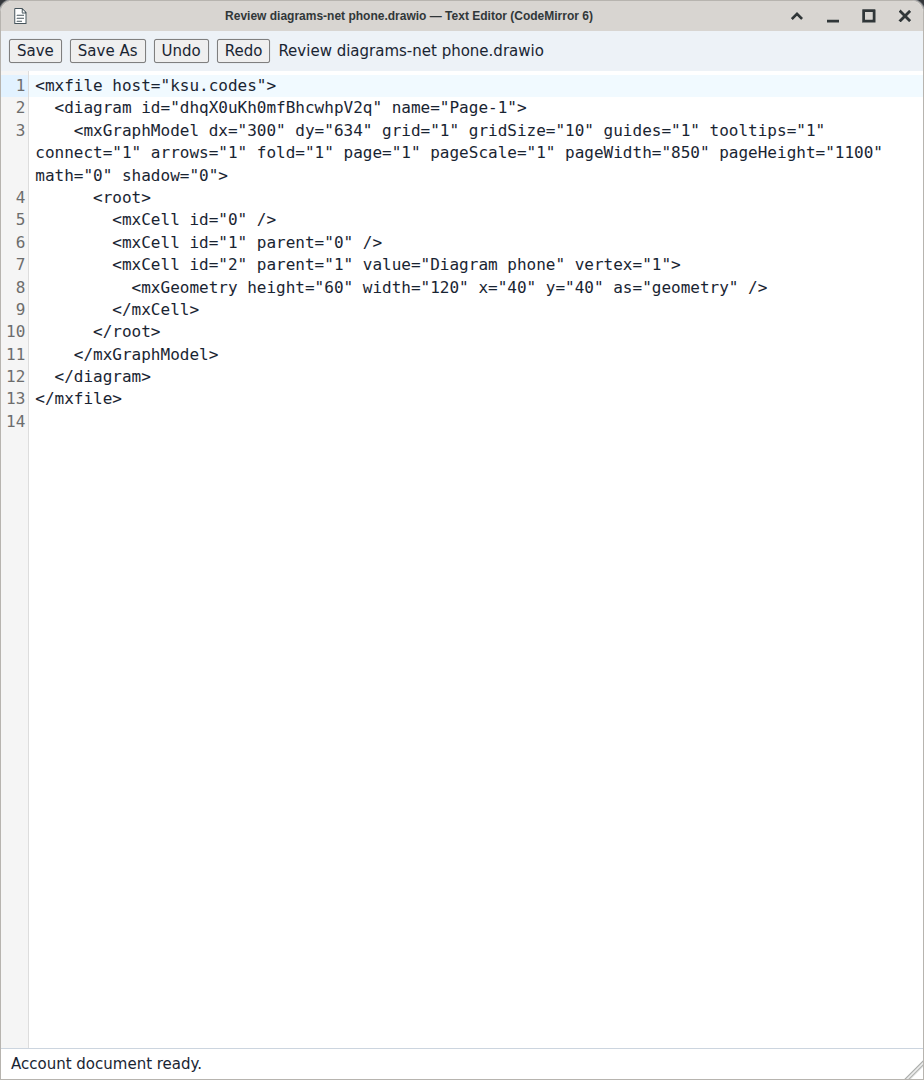 Review diagrams-net phone.drawio — Text Editor (CodeMirror 6)
Save Save As Undo Redo Review diagrams-net phone.drawio
1 <mxfile host="ksu.codes">
2   <diagram id="dhqX0uKh0mfBhcwhpV2q" name="Page-1">
3     <mxGraphModel dx="300" dy="634" grid="1" gridSize="10" guides="1" tooltips="1"
connect="1" arrows="1" fold="1" page="1" pageScale="1" pageWidth="850" pageHeight="1100"
math="0" shadow="0">
4       <root>
5         <mxCell id="0" />
6         <mxCell id="1" parent="0" />
7         <mxCell id="2" parent="1" value="Diagram phone" vertex="1">
8           <mxGeometry height="60" width="120" x="40" y="40" as="geometry" />
9         </mxCell>
10       </root>
11     </mxGraphModel>
12   </diagram>
13 </mxfile>
14
Account document ready.